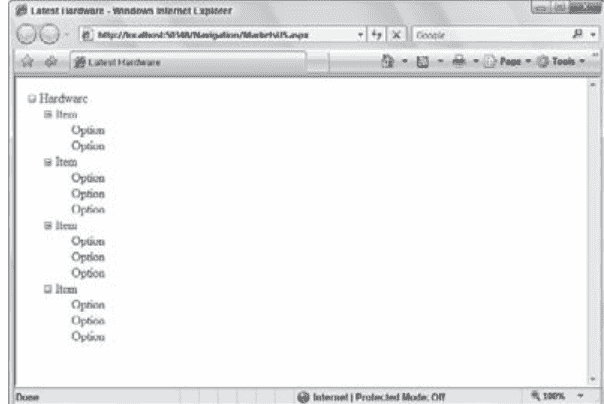 Latest Hardware - Windows Internet Explorer
Google
Latest Hardware
Page
Tools
Hardware
Item
Option
Option
Item
Option
Option
Option
Item
Option
Option
Option
Item
Option
Option
Option
Done
Internet | Protected Mode: Off
100%